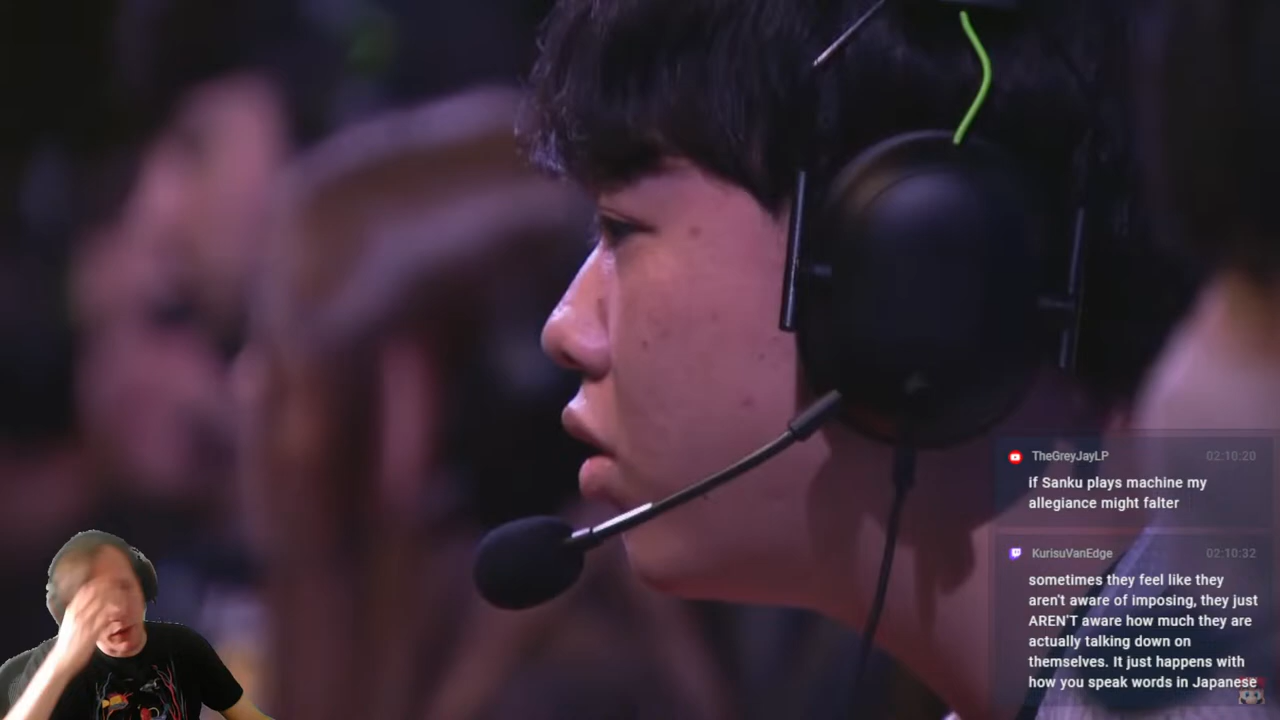 TheGreyJayLP 02:10:20
if Sanku plays machine my
allegiance might falter
KurisuVanEdge 02:10:32
sometimes they feel like they
aren't aware of imposing, they just
AREN'T aware how much they are
actually talking down on
themselves. It just happens with
how you speak words in Japanese